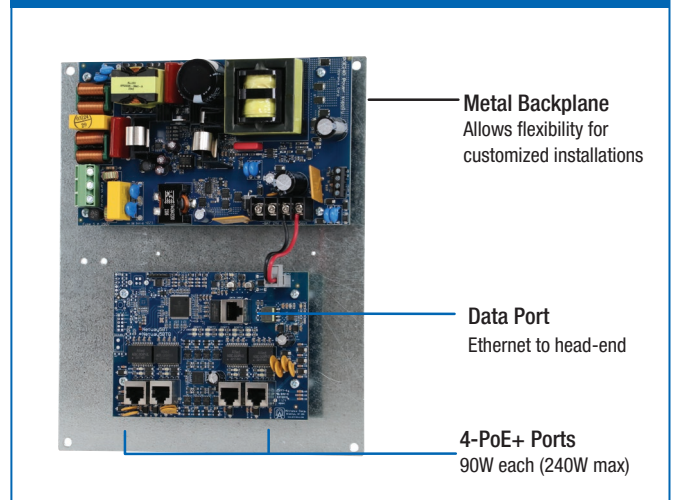 Metal Backplane
Allows flexibility for
customized installations
Data Port
Ethernet to head-end
4-PoE+ Ports
90W each (240W max)